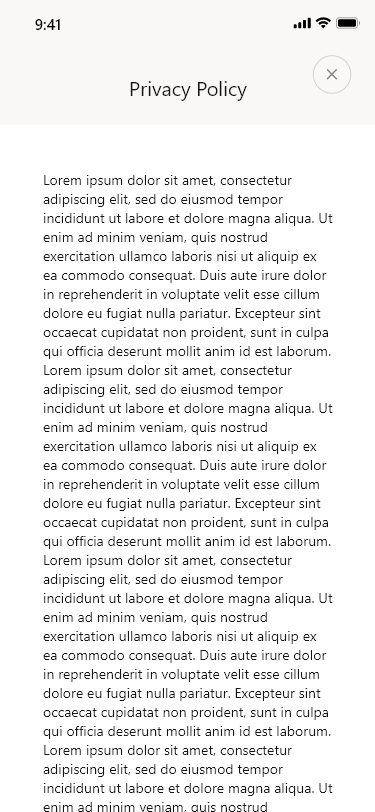 9:41
Privacy Policy
Lorem ipsum dolor sit amet, consectetur
adipiscing elit, sed do eiusmod tempor
incididunt ut labore et dolore magna aliqua. Ut
enim ad minim veniam, quis nostrud
exercitation ullamco laboris nisi ut aliquip ex
ea commodo consequat. Duis aute irure dolor
in reprehenderit in voluptate velit esse cillum
dolore eu fugiat nulla pariatur. Excepteur sint
occaecat cupidatat non proident, sunt in culpa
qui officia deserunt mollit anim id est laborum.
Lorem ipsum dolor sit amet, consectetur
adipiscing elit, sed do eiusmod tempor
incididunt ut labore et dolore magna aliqua. Ut
enim ad minim veniam, quis nostrud
exercitation ullamco laboris nisi ut aliquip ex
ea commodo consequat. Duis aute irure dolor
in reprehenderit in voluptate velit esse cillum
dolore eu fugiat nulla pariatur. Excepteur sint
occaecat cupidatat non proident, sunt in culpa
qui officia deserunt mollit anim id est laborum.
Lorem ipsum dolor sit amet, consectetur
adipiscing elit, sed do eiusmod tempor
incididunt ut labore et dolore magna aliqua. Ut
enim ad minim veniam, quis nostrud
exercitation ullamco laboris nisi ut aliquip ex
ea commodo consequat. Duis aute irure dolor
in reprehenderit in voluptate velit esse cillum
dolore eu fugiat nulla pariatur. Excepteur sint
occaecat cupidatat non proident, sunt in culpa
qui officia deserunt mollit anim id est laborum.
Lorem ipsum dolor sit amet, consectetur
adipiscing elit, sed do eiusmod tempor
incididunt ut labore et dolore magna aliqua. Ut
enim ad minim veniam, quis nostrud